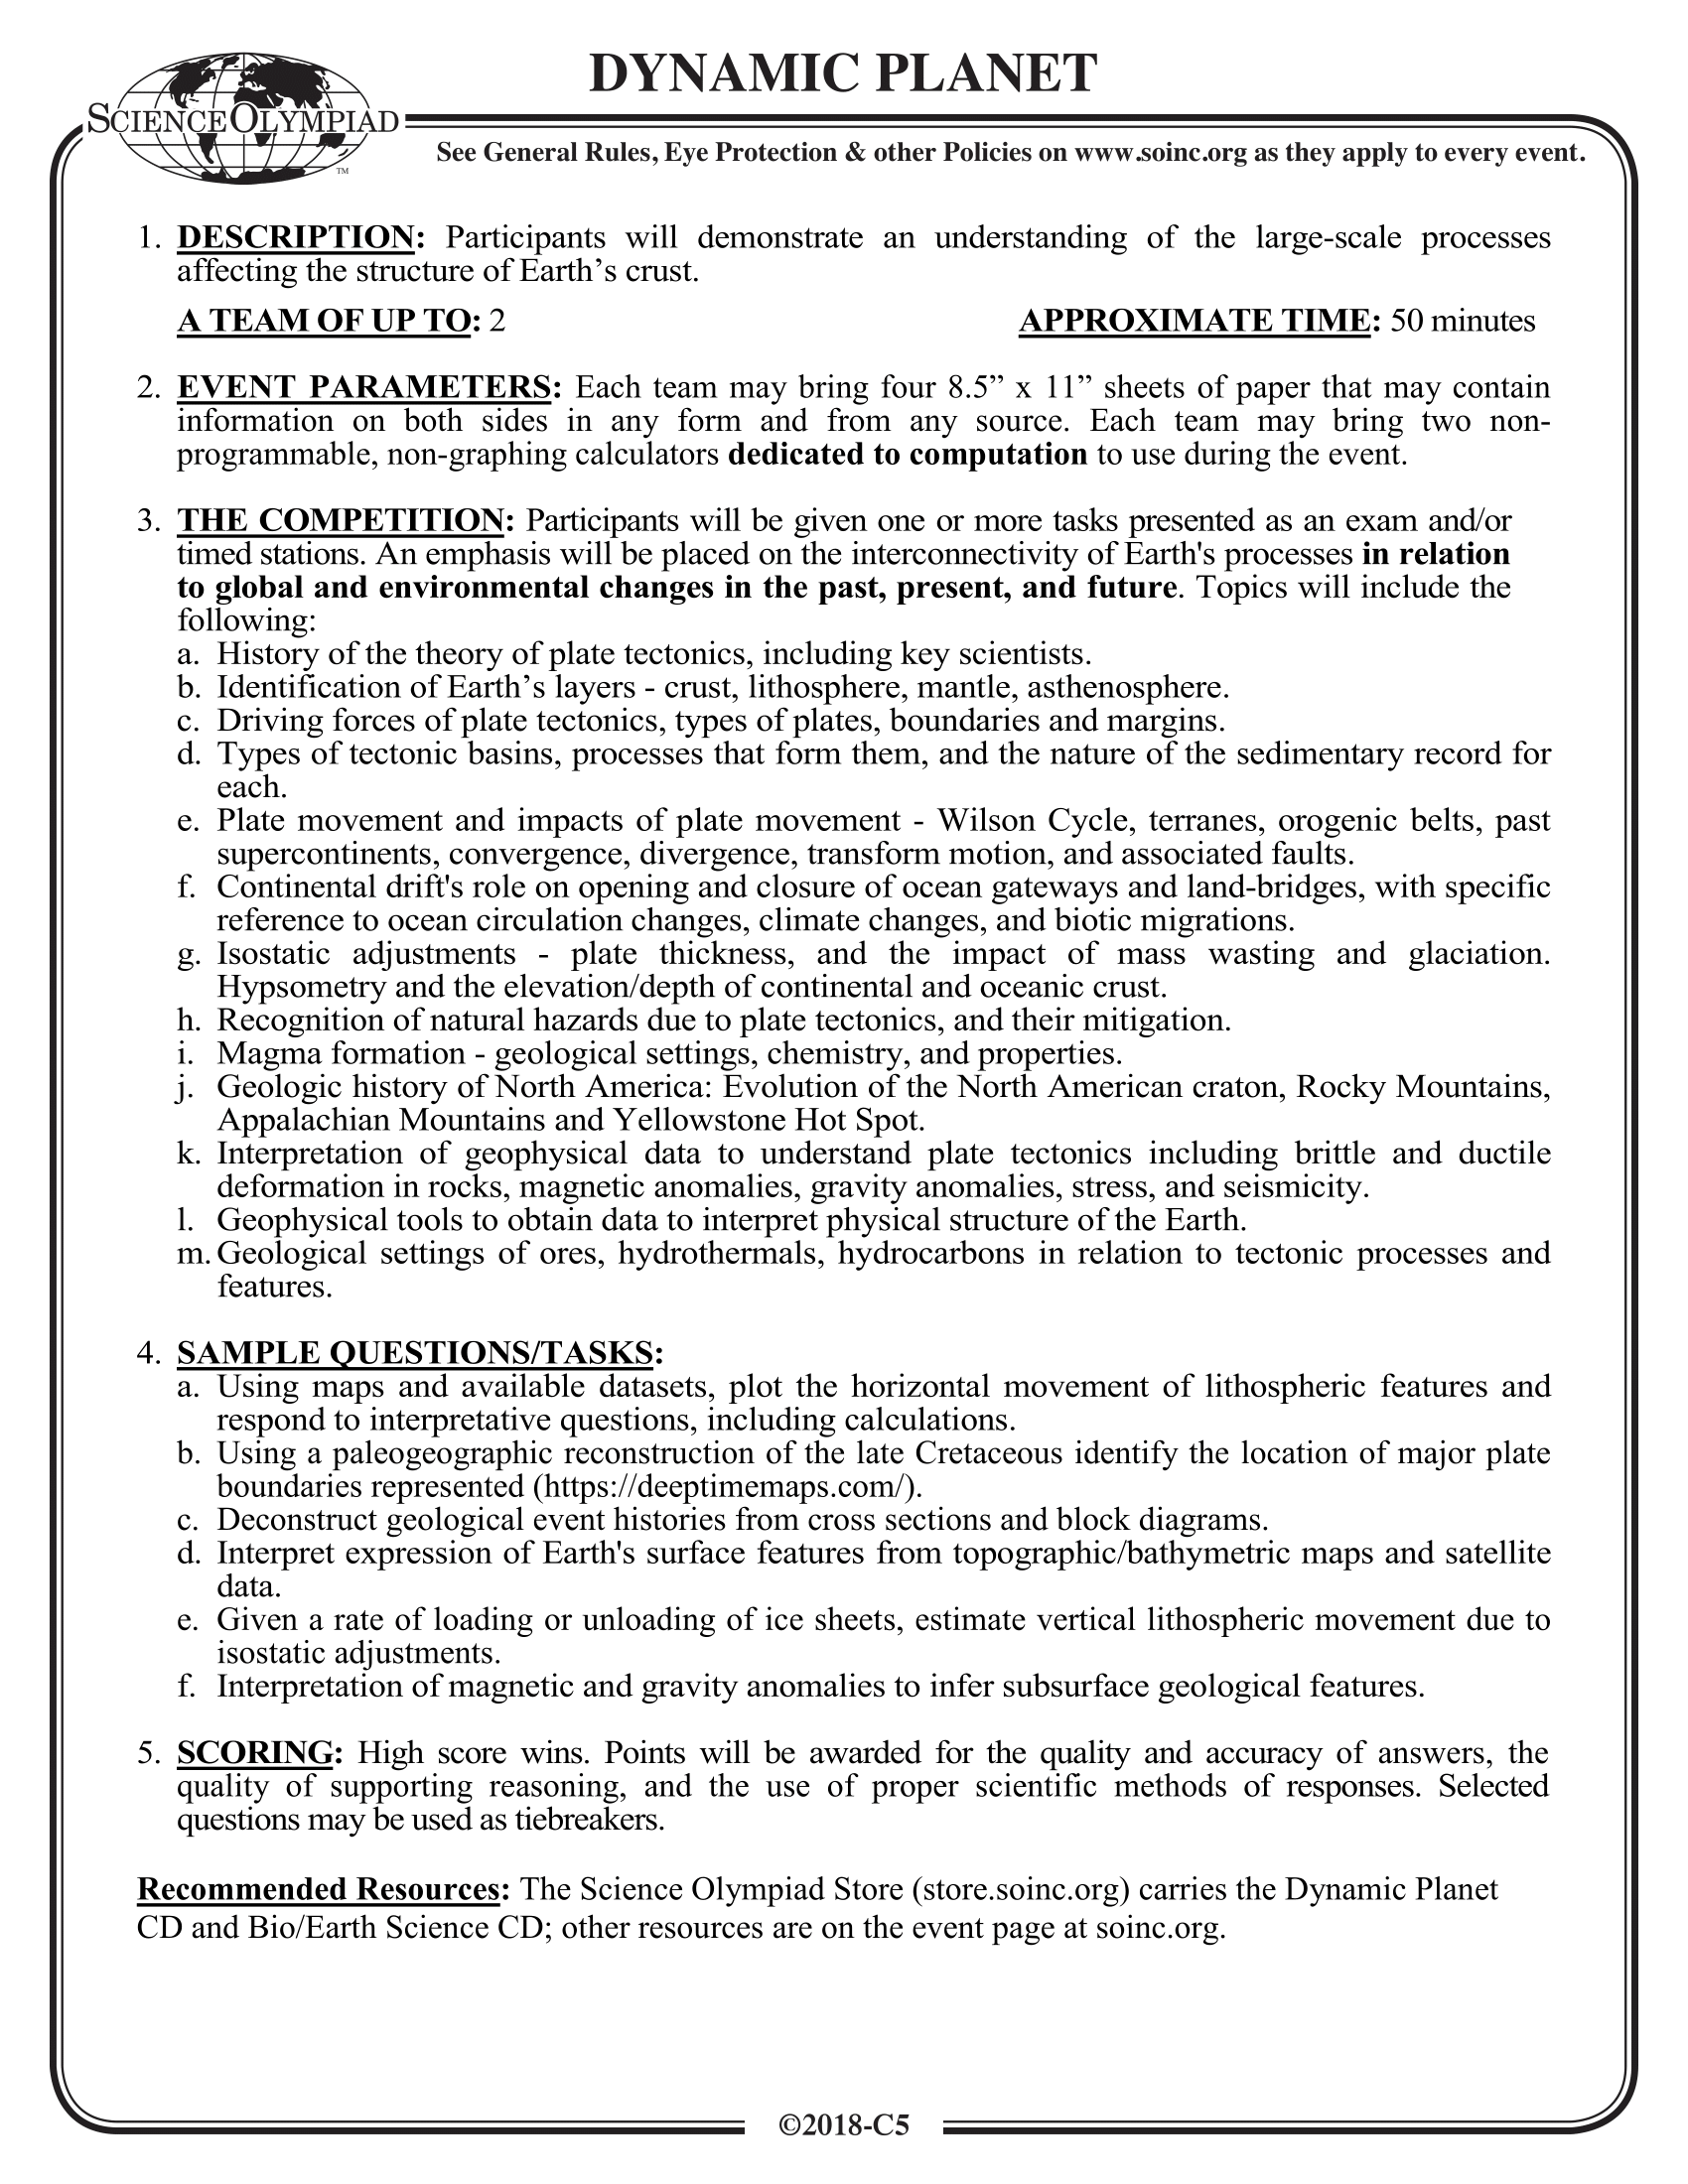 DYNAMIC PLANET
SCIENCE OLYMPIAD
TM
See General Rules, Eye Protection & other Policies on www.soinc.org as they apply to every event.
1. DESCRIPTION: Participants will demonstrate an understanding of the large-scale processes
affecting the structure of Earth’s crust.
A TEAM OF UP TO: 2 APPROXIMATE TIME: 50 minutes
2. EVENT PARAMETERS: Each team may bring four 8.5” x 11” sheets of paper that may contain
information on both sides in any form and from any source. Each team may bring two non-
programmable, non-graphing calculators dedicated to computation to use during the event.
3. THE COMPETITION: Participants will be given one or more tasks presented as an exam and/or
timed stations. An emphasis will be placed on the interconnectivity of Earth's processes in relation
to global and environmental changes in the past, present, and future. Topics will include the
following:
a. History of the theory of plate tectonics, including key scientists.
b. Identification of Earth’s layers - crust, lithosphere, mantle, asthenosphere.
c. Driving forces of plate tectonics, types of plates, boundaries and margins.
d. Types of tectonic basins, processes that form them, and the nature of the sedimentary record for
each.
e. Plate movement and impacts of plate movement - Wilson Cycle, terranes, orogenic belts, past
supercontinents, convergence, divergence, transform motion, and associated faults.
f. Continental drift's role on opening and closure of ocean gateways and land-bridges, with specific
reference to ocean circulation changes, climate changes, and biotic migrations.
g. Isostatic adjustments - plate thickness, and the impact of mass wasting and glaciation.
Hypsometry and the elevation/depth of continental and oceanic crust.
h. Recognition of natural hazards due to plate tectonics, and their mitigation.
i. Magma formation - geological settings, chemistry, and properties.
j. Geologic history of North America: Evolution of the North American craton, Rocky Mountains,
Appalachian Mountains and Yellowstone Hot Spot.
k. Interpretation of geophysical data to understand plate tectonics including brittle and ductile
deformation in rocks, magnetic anomalies, gravity anomalies, stress, and seismicity.
l. Geophysical tools to obtain data to interpret physical structure of the Earth.
m. Geological settings of ores, hydrothermals, hydrocarbons in relation to tectonic processes and
features.
4. SAMPLE QUESTIONS/TASKS:
a. Using maps and available datasets, plot the horizontal movement of lithospheric features and
respond to interpretative questions, including calculations.
b. Using a paleogeographic reconstruction of the late Cretaceous identify the location of major plate
boundaries represented (https://deeptimemaps.com/).
c. Deconstruct geological event histories from cross sections and block diagrams.
d. Interpret expression of Earth's surface features from topographic/bathymetric maps and satellite
data.
e. Given a rate of loading or unloading of ice sheets, estimate vertical lithospheric movement due to
isostatic adjustments.
f. Interpretation of magnetic and gravity anomalies to infer subsurface geological features.
5. SCORING: High score wins. Points will be awarded for the quality and accuracy of answers, the
quality of supporting reasoning, and the use of proper scientific methods of responses. Selected
questions may be used as tiebreakers.
Recommended Resources: The Science Olympiad Store (store.soinc.org) carries the Dynamic Planet
CD and Bio/Earth Science CD; other resources are on the event page at soinc.org.
©2018-C5